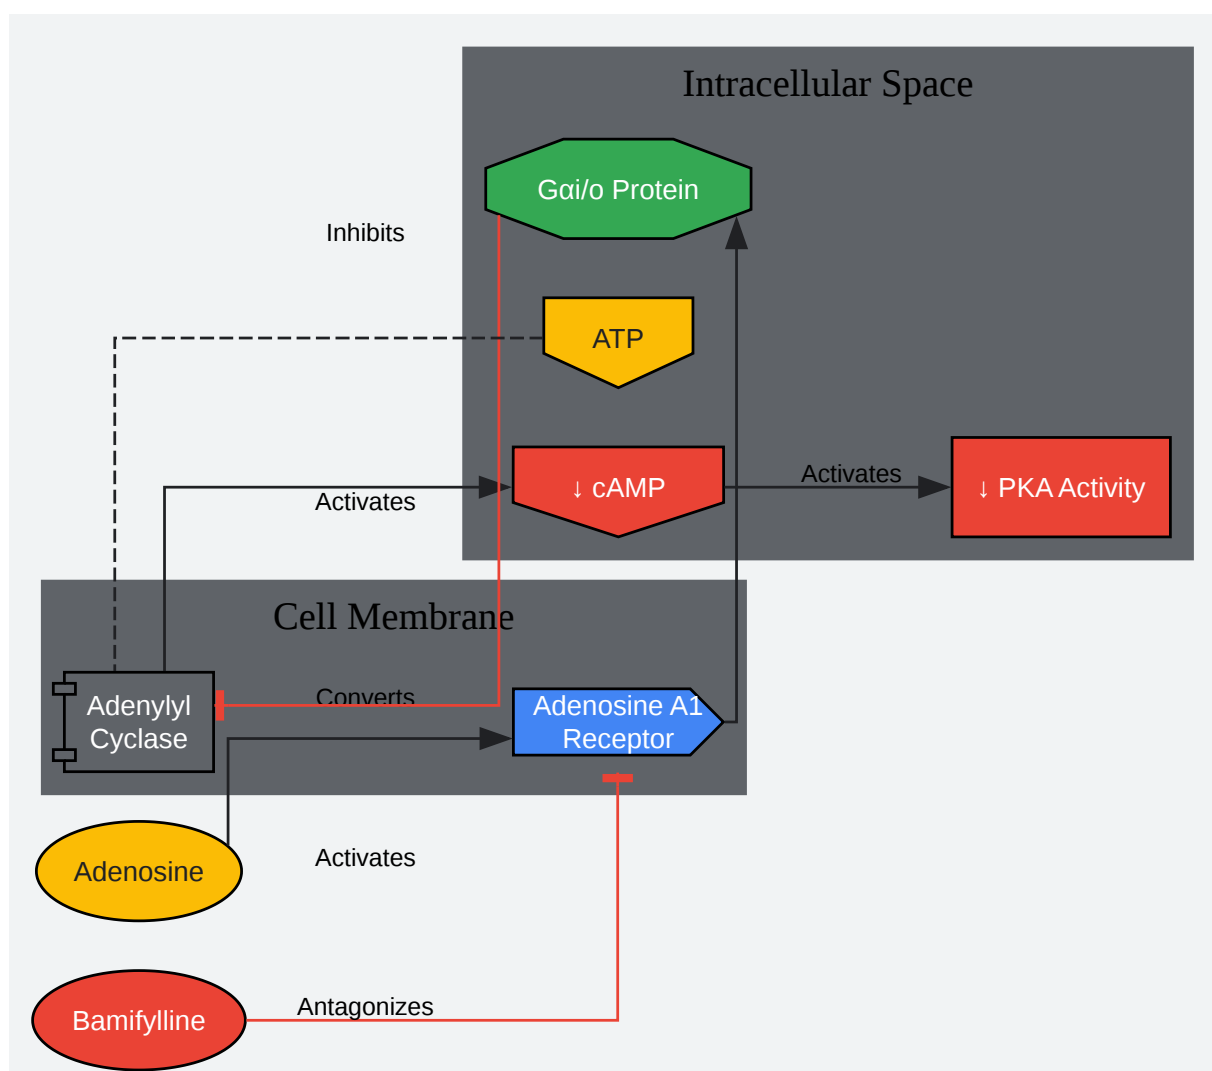 Intracellular Space
Gαi/o Protein
Inhibits
ATP
Activates
↓ cAMP
Activates
↓ PKA Activity
Cell Membrane
Adenylyl
Cyclase
Converts
Adenosine A1
Receptor
Adenosine
Activates
Bamifylline
Antagonizes